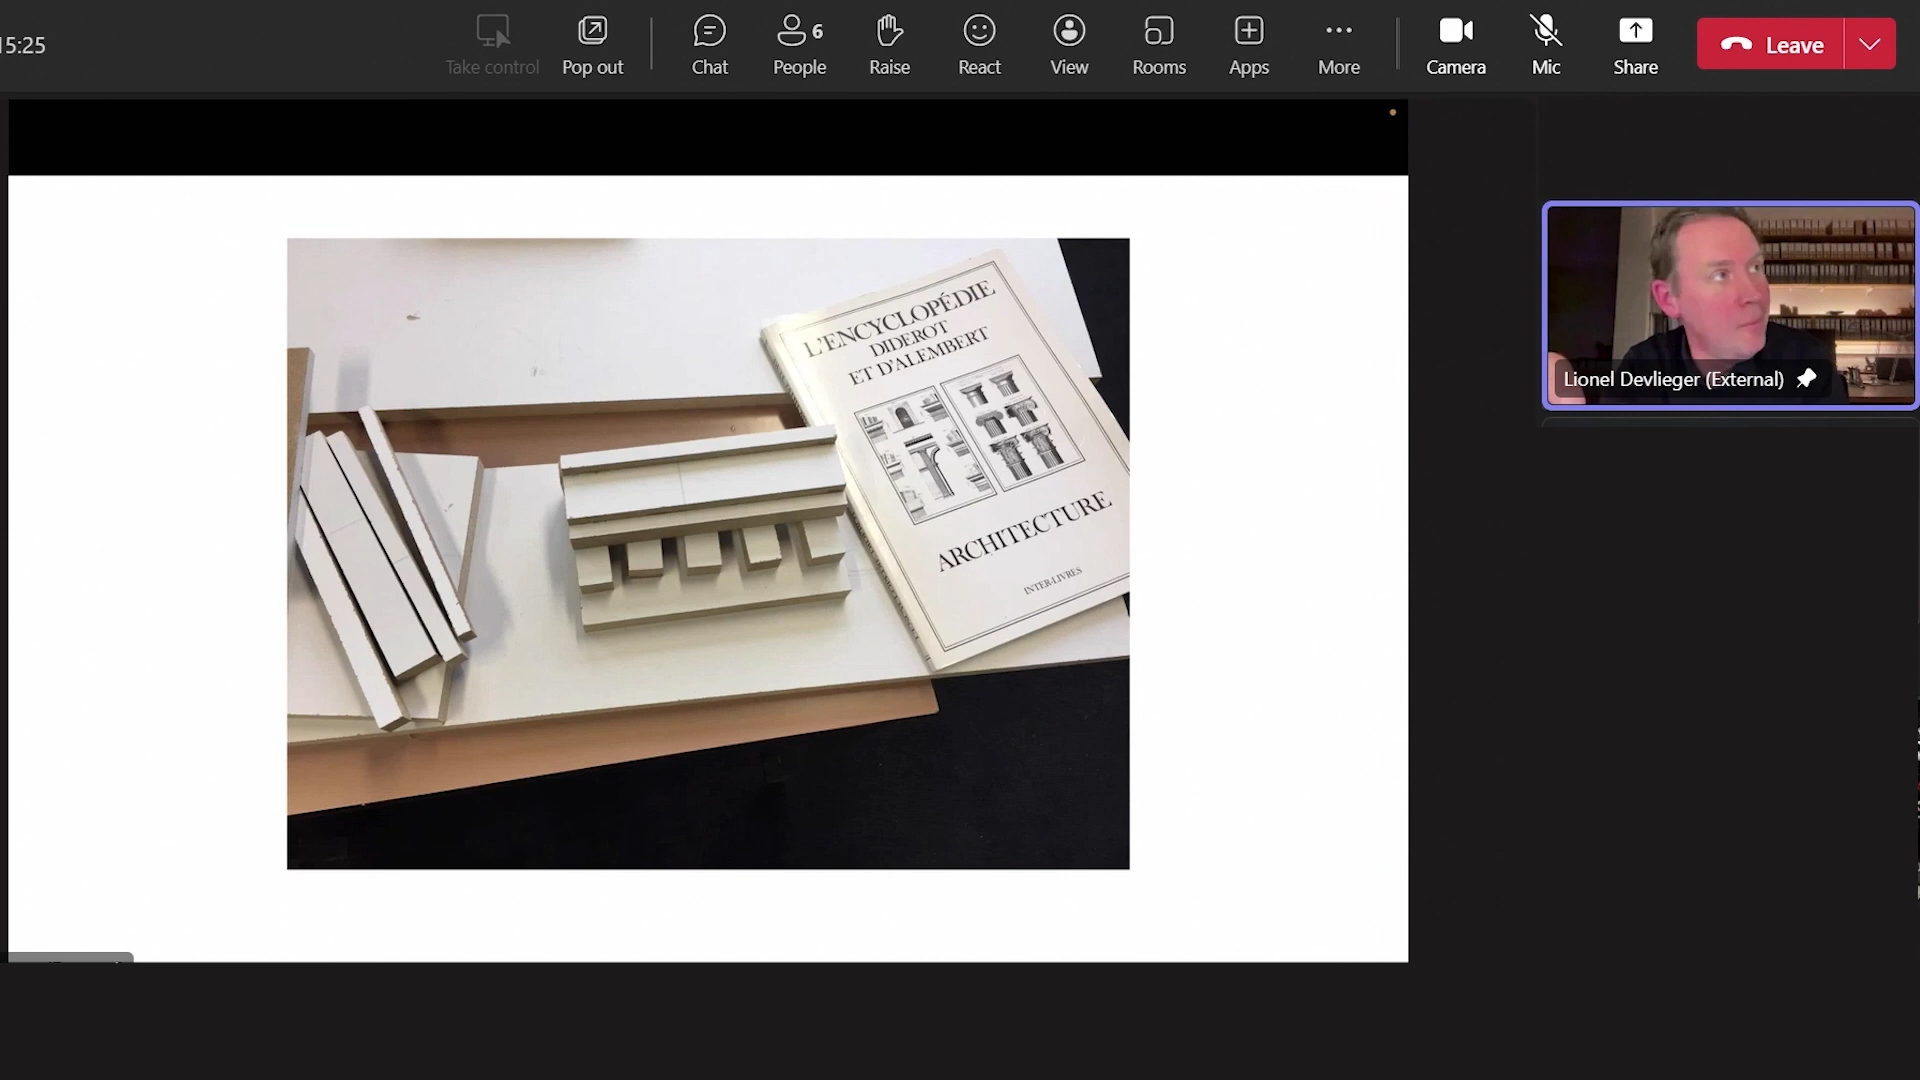 15:25
Take control
Pop out
Chat
People
6
Raise
React
View
Rooms
Apps
More
Camera
Mic
Share
Leave
L'ENCYCLOPÉDIE
DIDEROT
ET D'ALEMBERT
ARCHITECTURE
INTER-LIVRES
Lionel Devlieger (External)